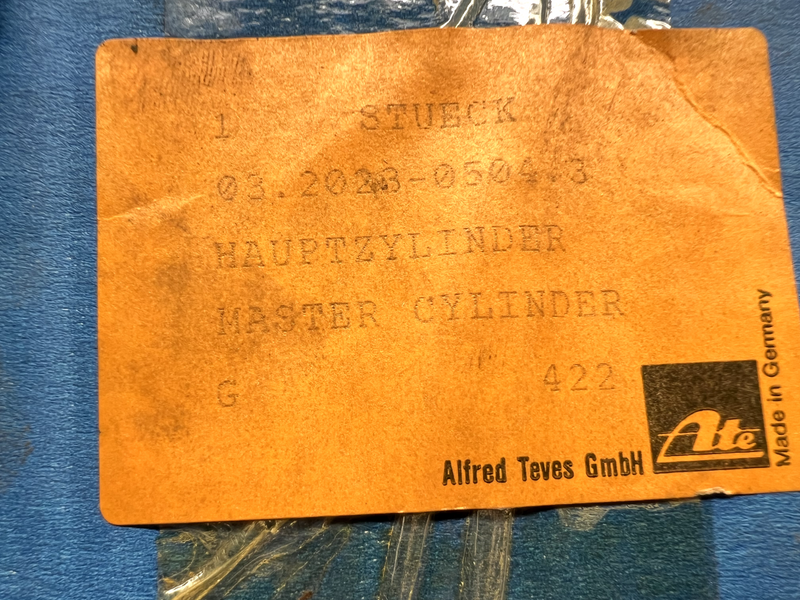 1 STUECK
03.2023-0504.3
HAUPTZYLINDER
MASTER CYLINDER
G 422
Ate
Alfred Teves GmbH
Made in Germany